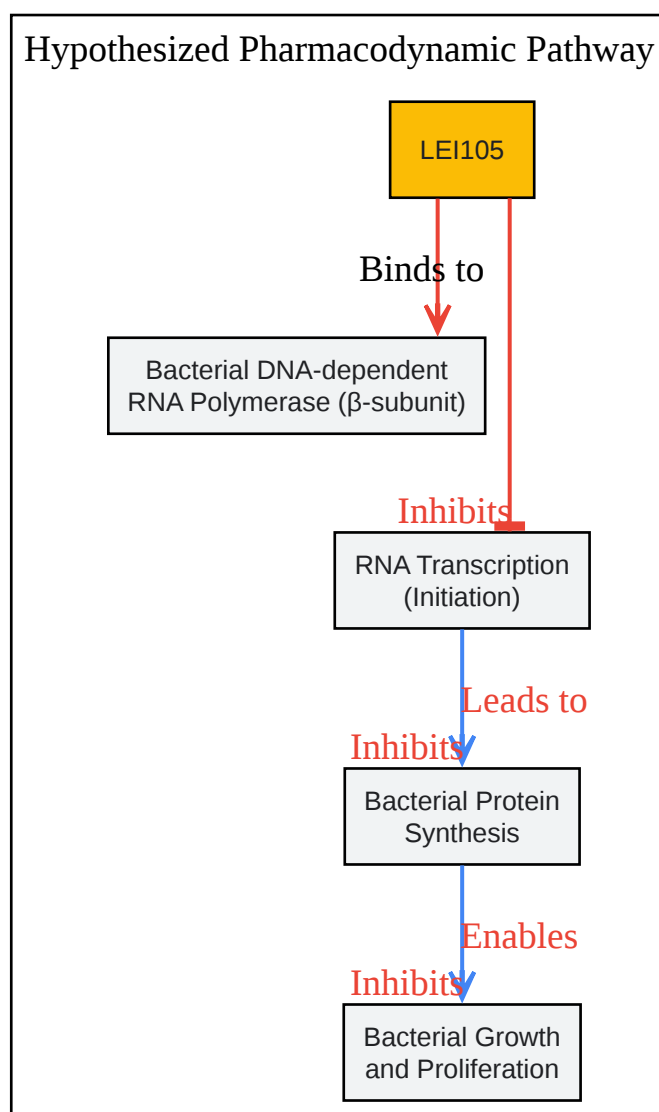 Hypothesized Pharmacodynamic Pathway
LEI105
Binds to
Bacterial DNA-dependent
RNA Polymerase (β-subunit)
Inhibits
RNA Transcription
(Initiation)
Leads to
Inhibits
Bacterial Protein
Synthesis
Enables
Inhibits
Bacterial Growth
and Proliferation